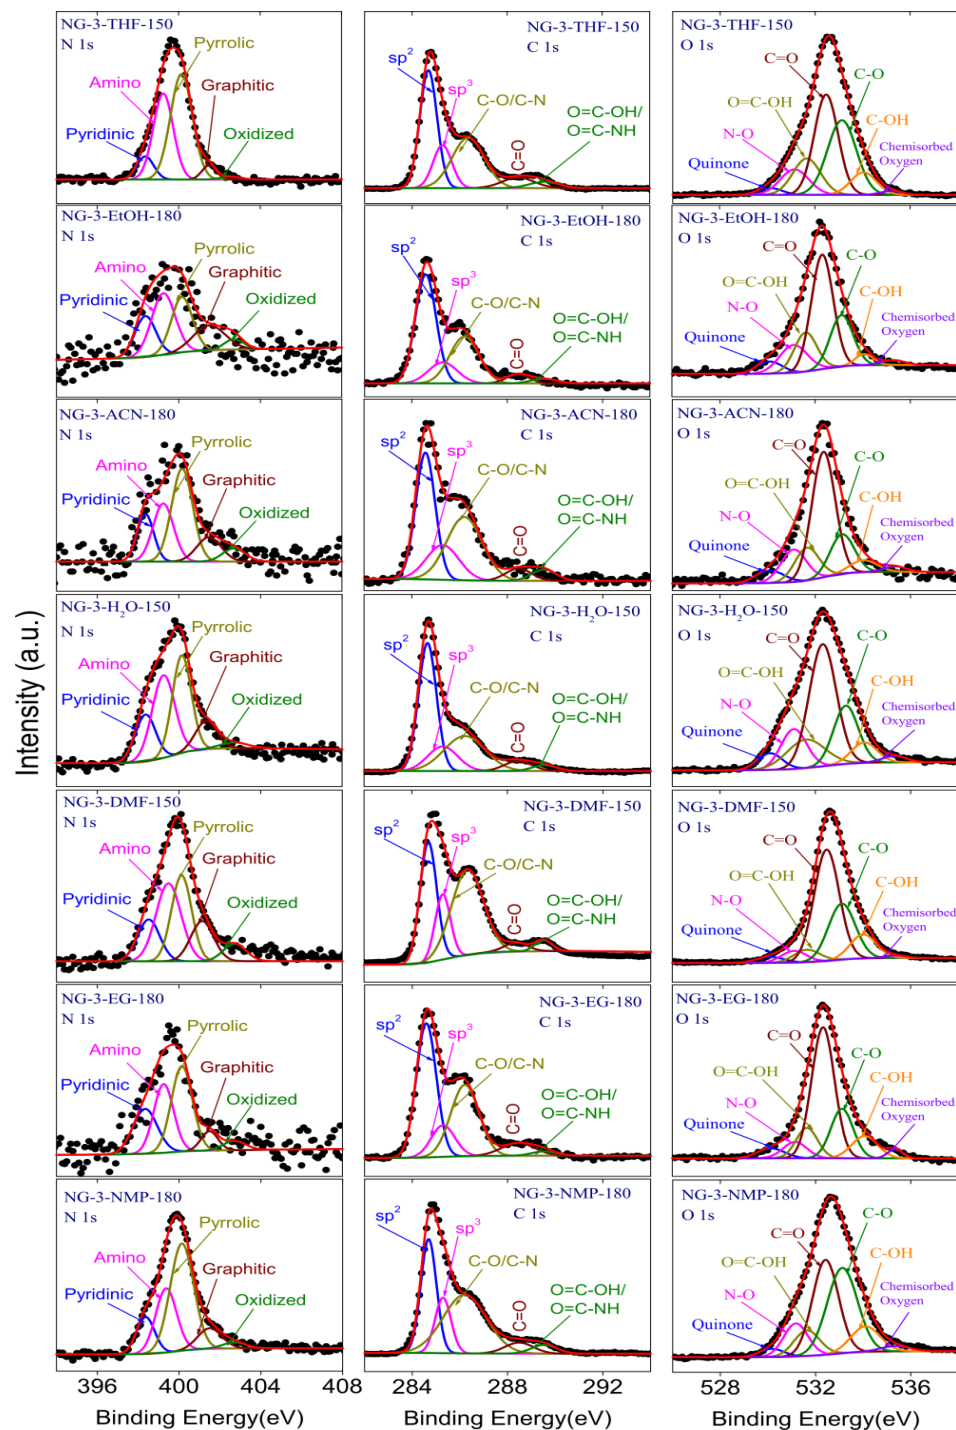 Intensity (a.u.)
NG-3-THF-150
N 1s
Pyrrolic
Amino
Graphitic
Pyridinic
Oxidized
NG-3-THF-150
C 1s
sp²
sp³
C-O/C-N
O=C-OH/
O=C-NH
C=O
NG-3-THF-150
O 1s
C=O
C-O
O=C-OH
N-O
C-OH
Quinone
Chemisorbed
Oxygen
NG-3-EtOH-180
N 1s
Pyrrolic
Amino
Graphitic
Pyridinic
Oxidized
NG-3-EtOH-180
C 1s
sp²
sp³
C-O/C-N
O=C-OH/
O=C-NH
C=O
NG-3-EtOH-180
O 1s
C=O
C-O
O=C-OH
N-O
C-OH
Quinone
Chemisorbed
Oxygen
NG-3-ACN-180
N 1s
Pyrrolic
Amino
Graphitic
Pyridinic
Oxidized
NG-3-ACN-180
C 1s
sp²
sp³
C-O/C-N
O=C-OH/
O=C-NH
C=O
NG-3-ACN-180
O 1s
C=O
C-O
O=C-OH
N-O
C-OH
Quinone
Chemisorbed
Oxygen
NG-3-H₂O-150
N 1s
Pyrrolic
Amino
Graphitic
Pyridinic
Oxidized
NG-3-H₂O-150
C 1s
sp²
sp³
C-O/C-N
O=C-OH/
O=C-NH
C=O
NG-3-H₂O-150
O 1s
C=O
C-O
O=C-OH
N-O
C-OH
Quinone
Chemisorbed
Oxygen
NG-3-DMF-150
N 1s
Pyrrolic
Amino
Graphitic
Pyridinic
Oxidized
NG-3-DMF-150
C 1s
sp²
sp³
C-O/C-N
O=C-OH/
O=C-NH
C=O
NG-3-DMF-150
O 1s
C=O
C-O
O=C-OH
N-O
C-OH
Quinone
Chemisorbed
Oxygen
NG-3-EG-180
N 1s
Pyrrolic
Amino
Graphitic
Pyridinic
Oxidized
NG-3-EG-180
C 1s
sp²
sp³
C-O/C-N
O=C-OH/
O=C-NH
C=O
NG-3-EG-180
O 1s
C=O
C-O
O=C-OH
N-O
C-OH
Quinone
Chemisorbed
Oxygen
NG-3-NMP-180
N 1s
Pyrrolic
Amino
Graphitic
Pyridinic
Oxidized
NG-3-NMP-180
C 1s
sp²
sp³
C-O/C-N
O=C-OH/
O=C-NH
C=O
NG-3-NMP-180
O 1s
C=O
C-O
O=C-OH
N-O
C-OH
Quinone
Chemisorbed
Oxygen
396 400 404 408
284 288 292
528 532 536
Binding Energy(eV)
Binding Energy(eV)
Binding Energy(eV)